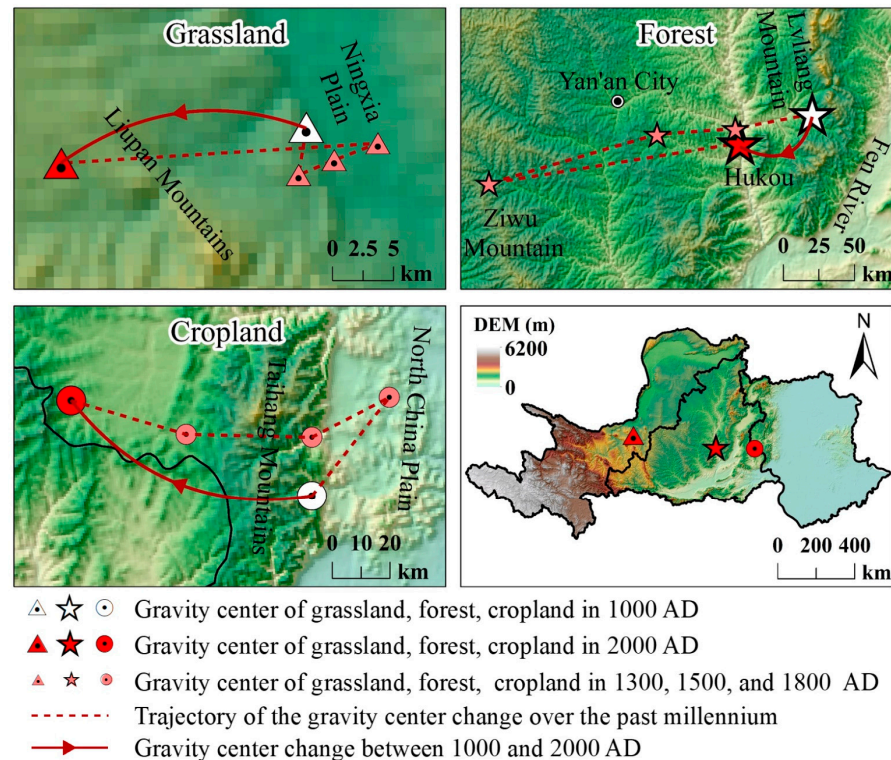 Grassland
Ningxia
Plain
Liupan Mountains
0 2.5 5
km
Forest
Lvliang
Mountain
Yan'an City
Hukou
Ziwu
Mountain
Fen River
0 25 50
km
Cropland
Taihang Mountains
North China Plain
0 10 20
km
DEM (m)
6200
0
N
0 200 400
km
Gravity center of grassland, forest, cropland in 1000 AD
Gravity center of grassland, forest, cropland in 2000 AD
Gravity center of grassland, forest, cropland in 1300, 1500, and 1800 AD
Trajectory of the gravity center change over the past millennium
Gravity center change between 1000 and 2000 AD